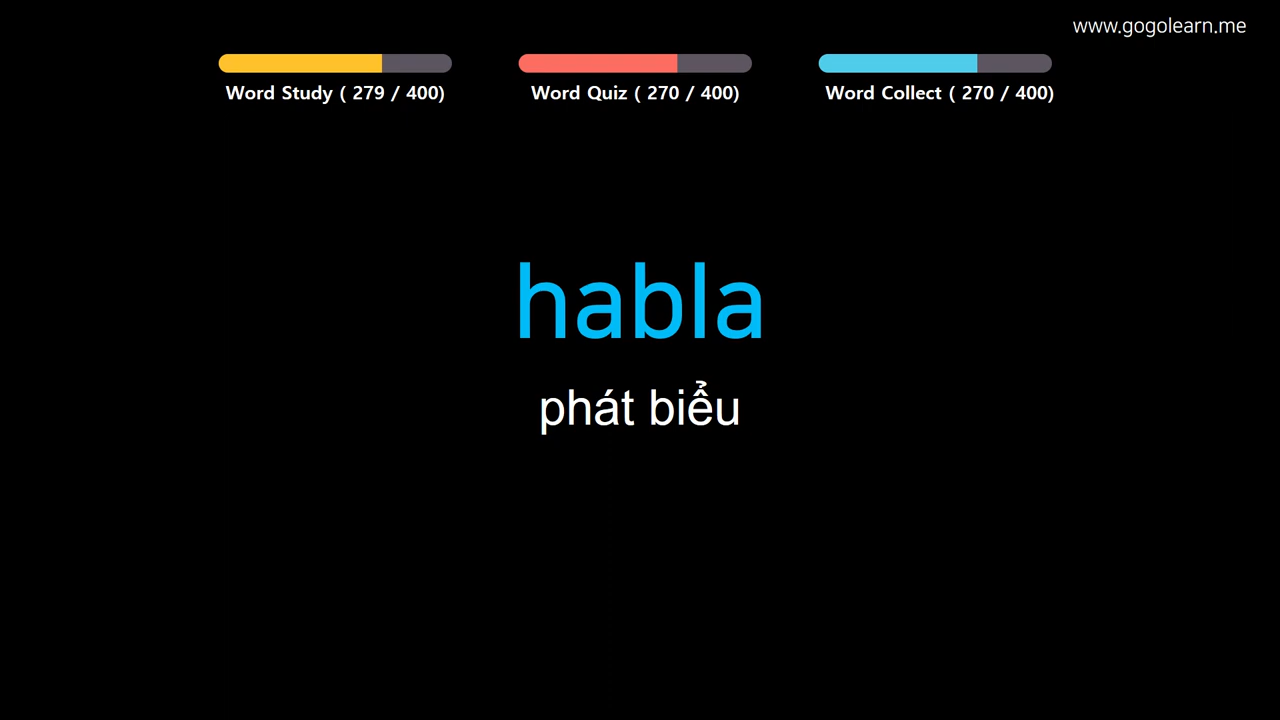 www.gogolearn.me
Word Study ( 279 / 400)
Word Quiz ( 270 / 400)
Word Collect ( 270 / 400)
habla
phát biểu